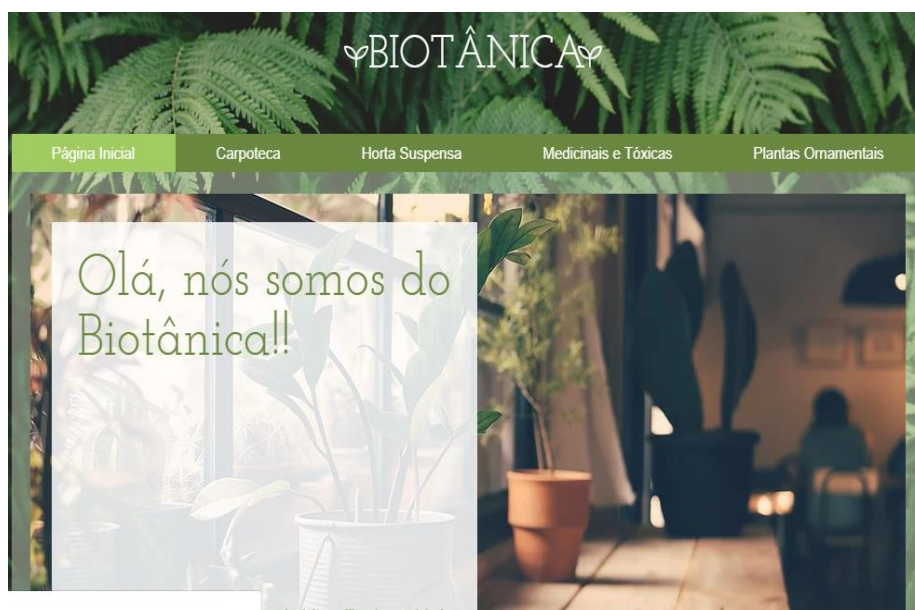 BIOTÂNICA
Página Inicial Carpoteca Horta Suspensa Medicinais e Tóxicas Plantas Ornamentais
Olá, nós somos do
Biotânica!!